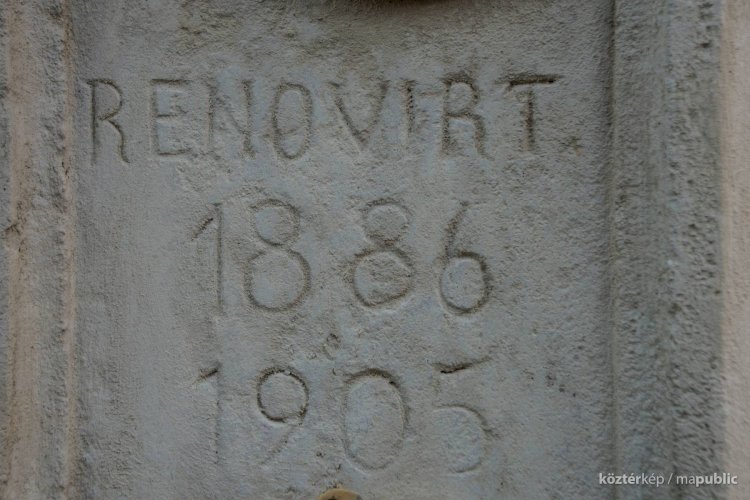 RENOVIRT.
1886
1905
köztérkép / mapublic